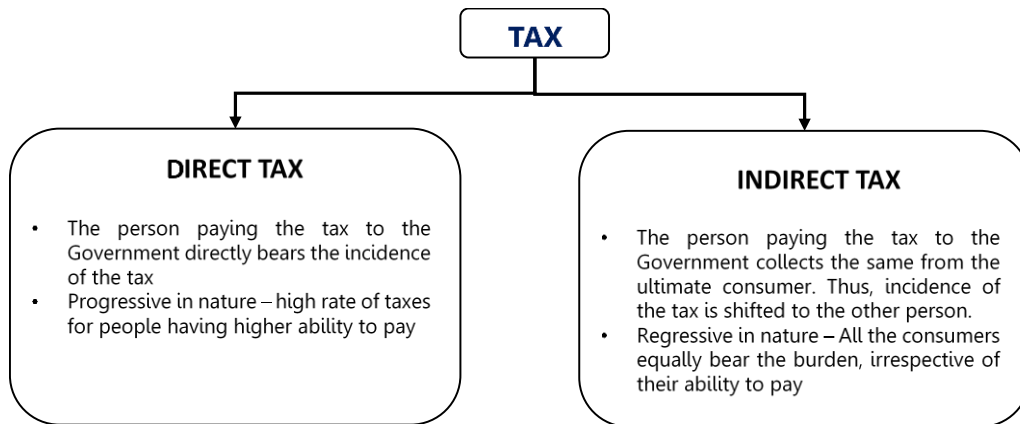 TAX
DIRECT TAX
• The person paying the tax to the
Government directly bears the incidence
of the tax
• Progressive in nature – high rate of taxes
for people having higher ability to pay
INDIRECT TAX
• The person paying the tax to the
Government collects the same from the
ultimate consumer. Thus, incidence of
the tax is shifted to the other person.
• Regressive in nature – All the consumers
equally bear the burden, irrespective of
their ability to pay